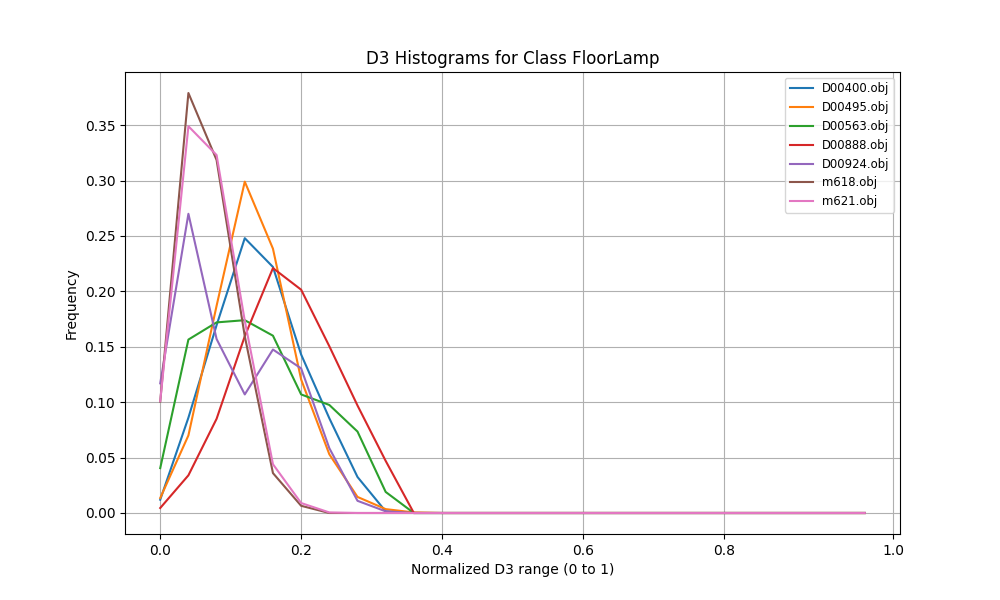 D3 Histograms for Class FloorLamp
D00400.obj
D00495.obj
D00563.obj
D00888.obj
D00924.obj
m618.obj
m621.obj
Frequency
0.35
0.30
0.25
0.20
0.15
0.10
0.05
0.00
0.0 0.2 0.4 0.6 0.8 1.0
Normalized D3 range (0 to 1)